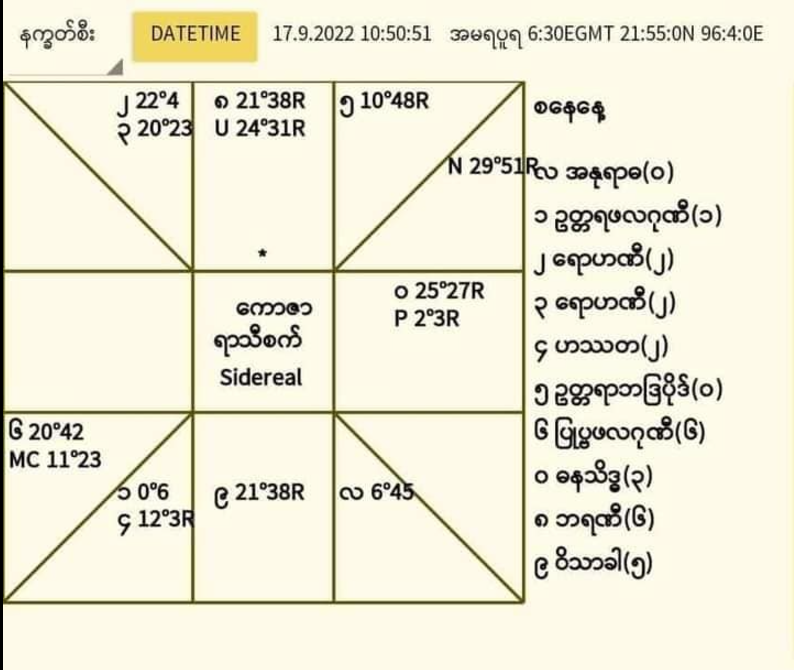 နက္ခတ်စီး DATETIME 17.9.2022 10:50:51 အမရပူရ 6:30EGMT 21:55:0N 96:4:0E
၂ 22°4
၃ 20°23
၈ 21°38R
U 24°31R
*
၅ 10°48R
N 29°51R
ကောဇာ
ရာသီစက်
Sidereal
၀ 25°27R
P 2°3R
၆ 20°42
MC 11°23
၁ 0°6
၄ 12°3R
၉ 21°38R
လ 6°45
စနေနေ့
လ အနုရာဓ(၀)
၁ ဥတ္တရဖလဂုဏီ(၁)
၂ ရောဟဏီ(၂)
၃ ရောဟဏီ(၂)
၄ ဟဿတ(၂)
၅ ဥတ္တရာဘဒြပိုဒ်(၀)
၆ ပြုဗ္ဗဖလဂုဏီ(၆)
၀ ဓနသိဒ္ဓ(၃)
၈ ဘရဏီ(၆)
၉ ဝိသာခါ(၅)